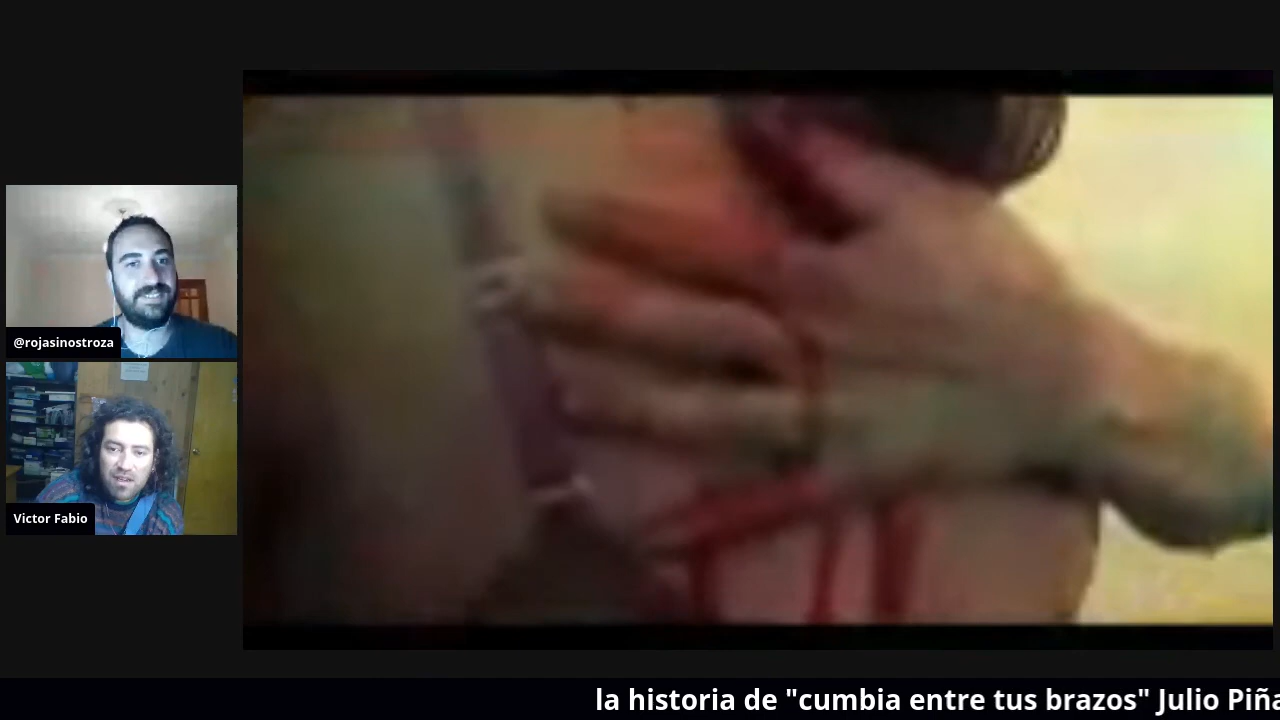 @rojasinostroza
Victor Fabio
la historia de "cumbia entre tus brazos" Julio Piña